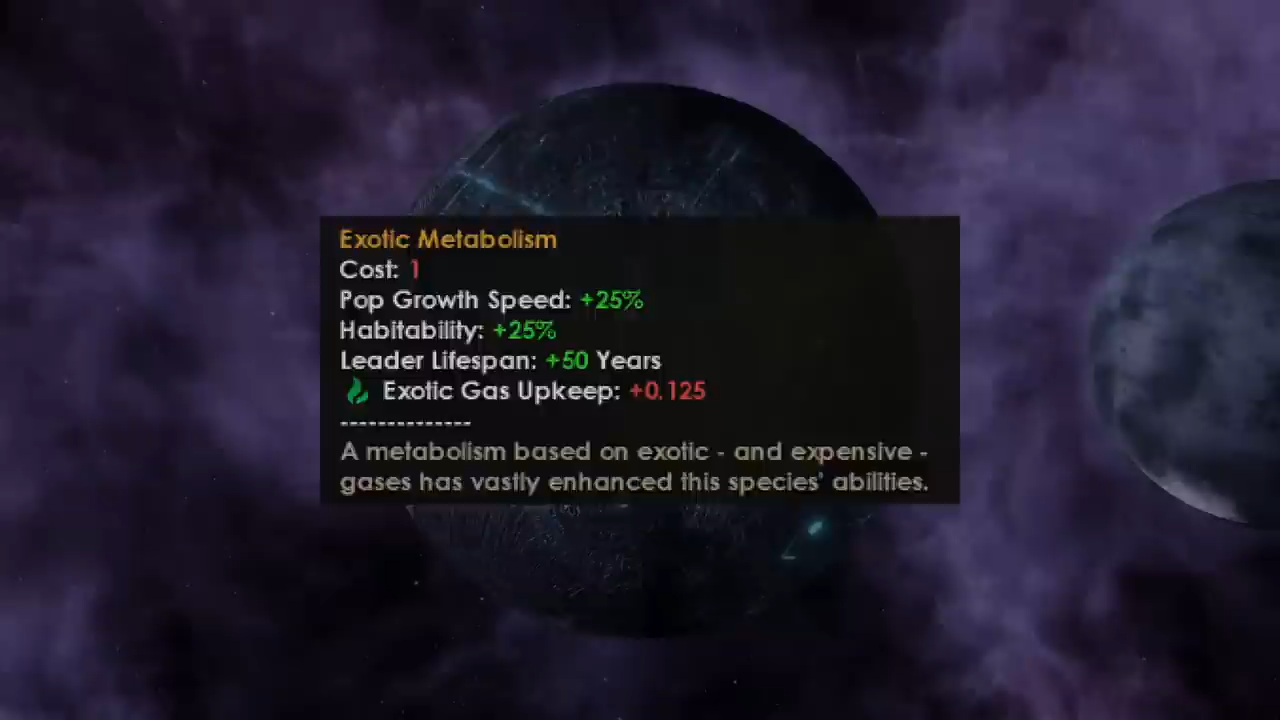 Exotic Metabolism
Cost: 1
Pop Growth Speed: +25%
Habitability: +25%
Leader Lifespan: +50 Years
Exotic Gas Upkeep: +0.125
--------------
A metabolism based on exotic - and expensive -
gases has vastly enhanced this species' abilities.